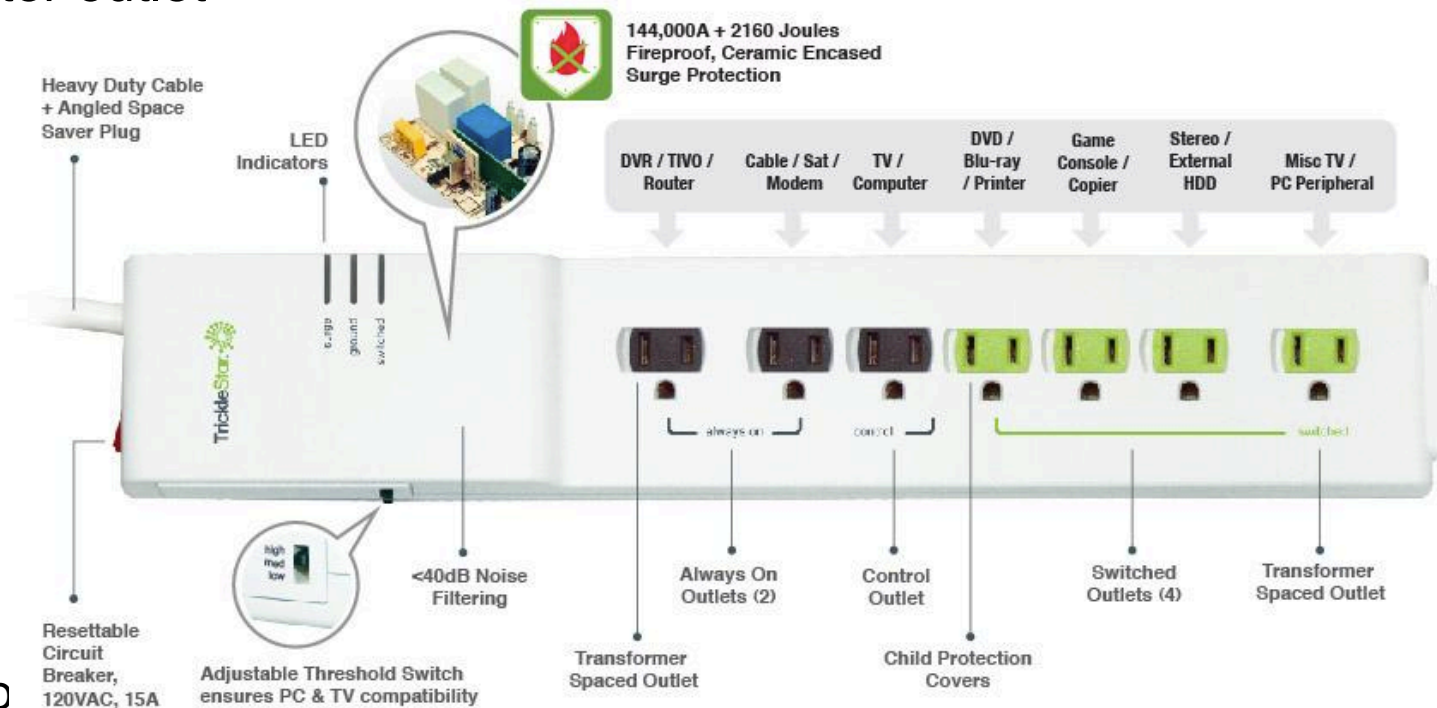 144,000A + 2160 Joules
Fireproof, Ceramic Encased
Surge Protection
Heavy Duty Cable
+ Angled Space
Saver Plug
LED
Indicators
DVR / TIVO /
Router
Cable / Sat /
Modem
TV /
Computer
DVD /
Blu-ray
/ Printer
Game
Console /
Copier
Stereo /
External
HDD
Misc TV /
PC Peripheral
surge
ground
switched
TrickleStar
always on
control
switched
high
med
low
<40dB Noise
Filtering
Always On
Outlets (2)
Control
Outlet
Switched
Outlets (4)
Transformer
Spaced Outlet
Resettable
Circuit
Breaker,
120VAC, 15A
Adjustable Threshold Switch
ensures PC & TV compatibility
Transformer
Spaced Outlet
Child Protection
Covers